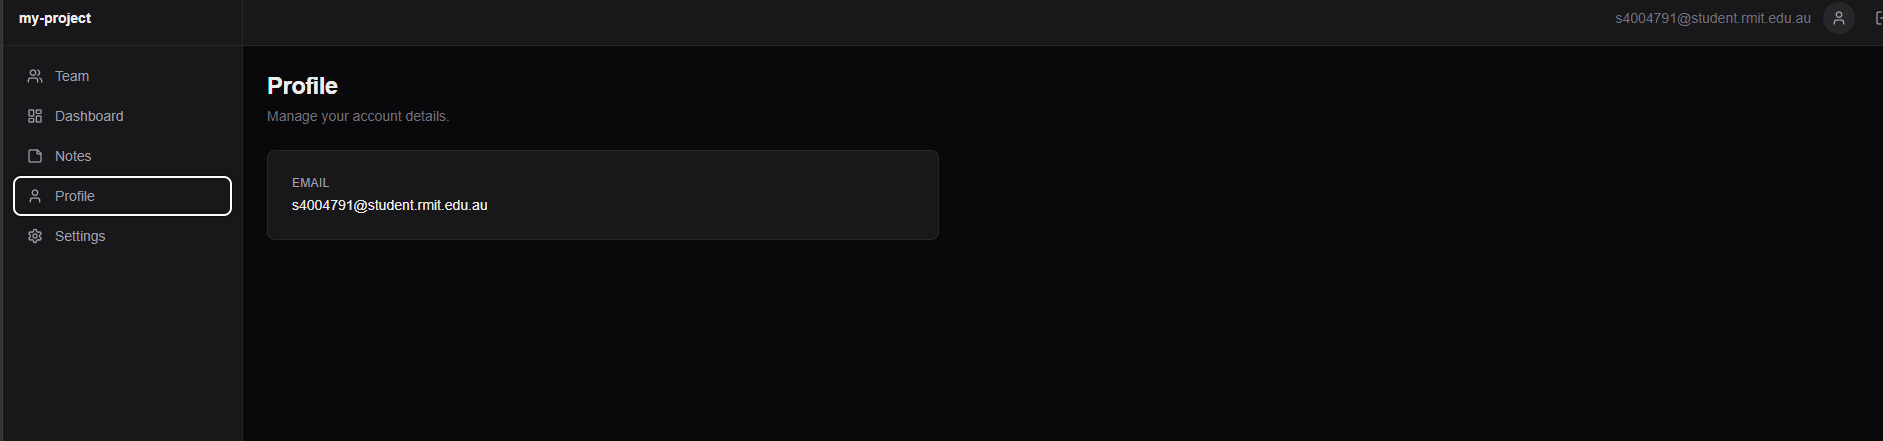 my-project
s4004791@student.rmit.edu.au
Team
Dashboard
Notes
Profile
Settings
Profile
Manage your account details.
EMAIL
s4004791@student.rmit.edu.au